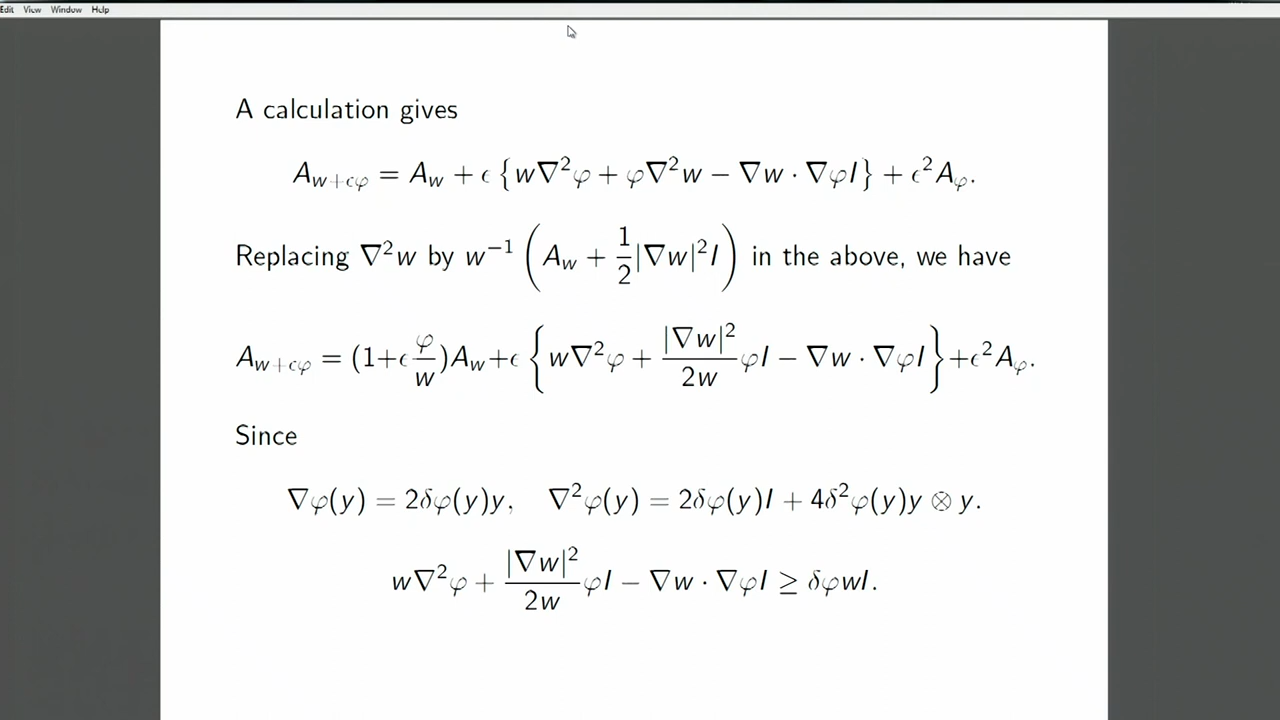 Edit View Window Help
A calculation gives
A_{w+ϵφ} = A_w + ϵ {w∇²φ + φ∇²w − ∇w · ∇φI} + ϵ²A_φ.
Replacing ∇²w by w⁻¹ (A_w + 1/2 |∇w|²I) in the above, we have
A_{w+ϵφ} = (1+ϵ φ/w)A_w+ϵ {w∇²φ + |∇w|²/2w φI − ∇w · ∇φI} +ϵ²A_φ.
Since
∇φ(y) = 2δφ(y)y, ∇²φ(y) = 2δφ(y)I + 4δ²φ(y)y ⊗ y.
w∇²φ + |∇w|²/2w φI − ∇w · ∇φI ≥ δφwI.